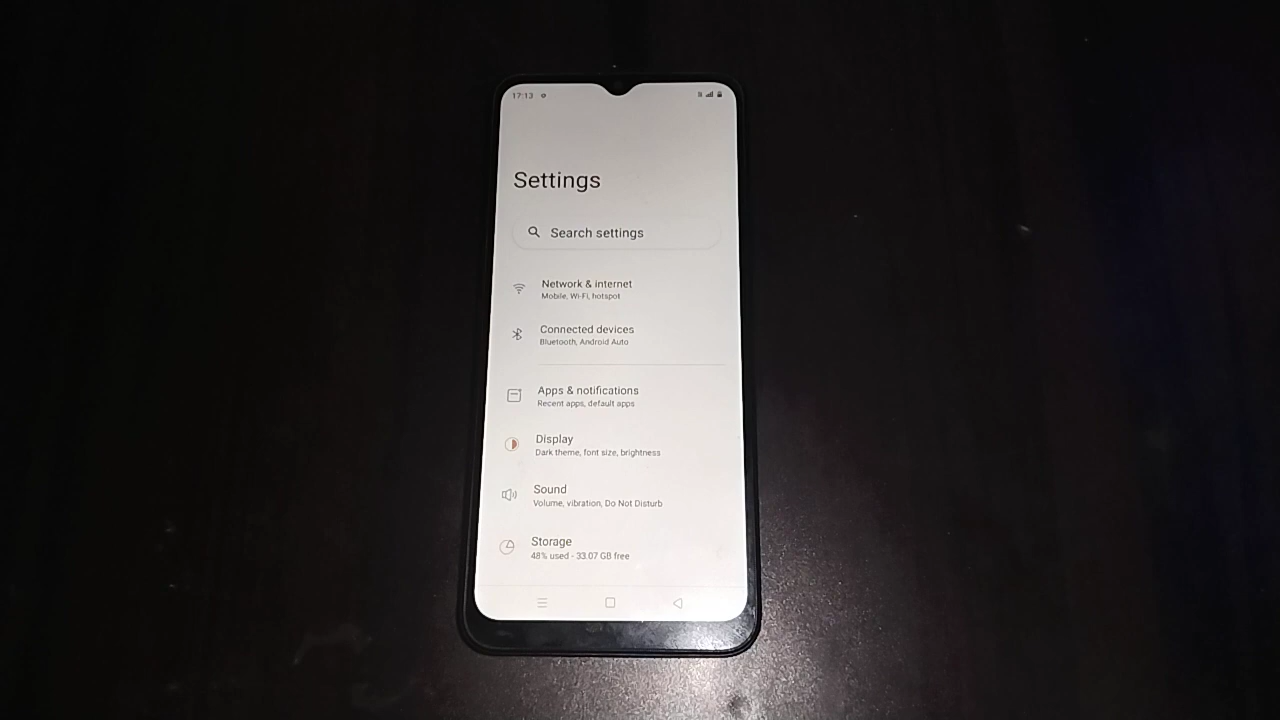 17:13
Settings
Search settings
Network & internet
Mobile, Wi-Fi, hotspot
Connected devices
Bluetooth, Android Auto
Apps & notifications
Recent apps, default apps
Display
Dark theme, font size, brightness
Sound
Volume, vibration, Do Not Disturb
Storage
48% used - 33.07 GB free